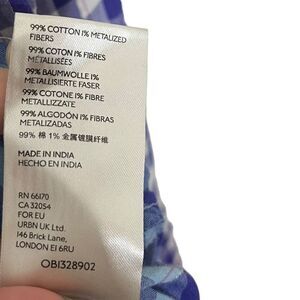 99% COTTON 1% METALIZED
FIBERS
99% COTON 1% FIBRES
METALLISÉES
99% BAUMWOLLE 1%
METALLISIERTE FASER
99% COTONE 1% FIBRE
METALLIZZATE
99% ALGODÓN 1% FIBRAS
METALIZADAS
99% 棉 1% 金属镀膜纤维
MADE IN INDIA
HECHO EN INDIA
RN 66170
CA 32054
FOR EU
URBN UK Ltd.
146 Brick Lane,
LONDON E1 6RU
OB1328902